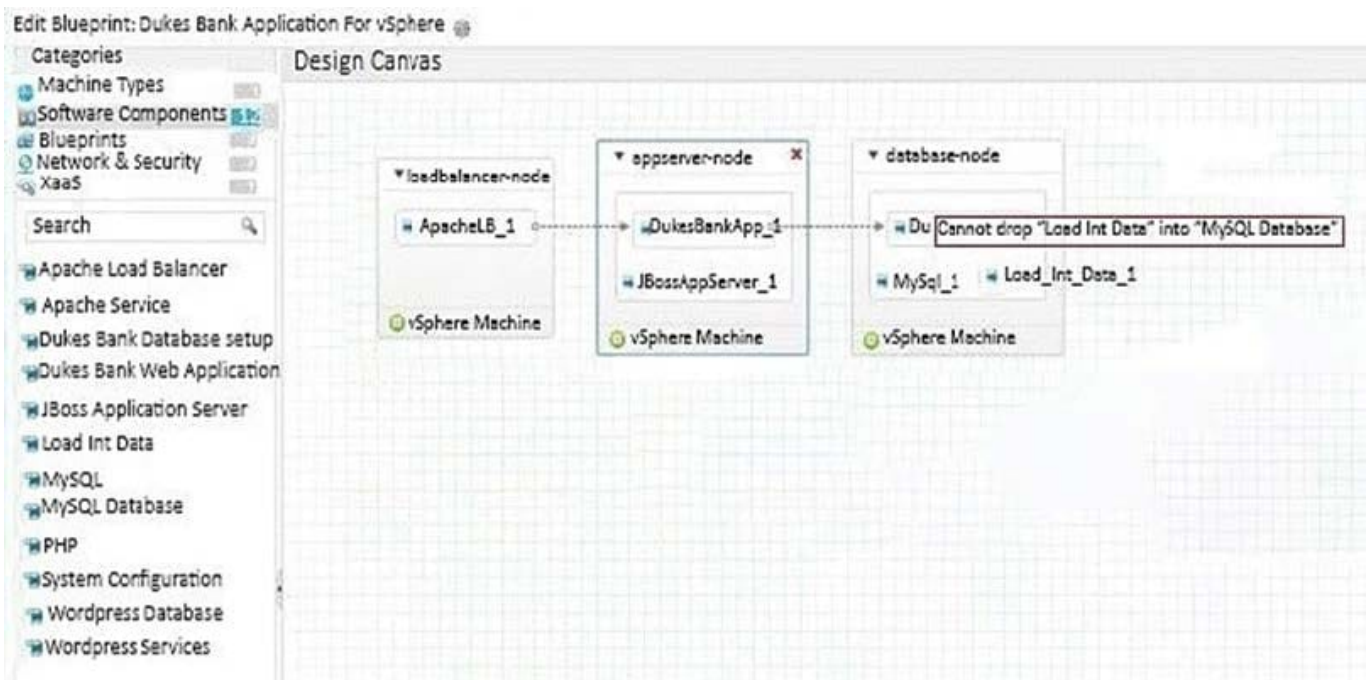 Edit Blueprint: Dukes Bank Application For vSphere
Categories
Machine Types
Software Components
Blueprints
Network & Security
XaaS
Search
Apache Load Balancer
Apache Service
Dukes Bank Database setup
Dukes Bank Web Application
JBoss Application Server
Load Int Data
MySQL
MySQL Database
PHP
System Configuration
Wordpress Database
Wordpress Services
Design Canvas
loadbalancer-node
ApacheLB_1
vSphere Machine
appserver-node
DukesBankApp_1
JBossAppServer_1
vSphere Machine
database-node
Du Cannot drop "Load Int Data" into "MySQL Database"
MySql_1 Load_Int_Data_1
vSphere Machine